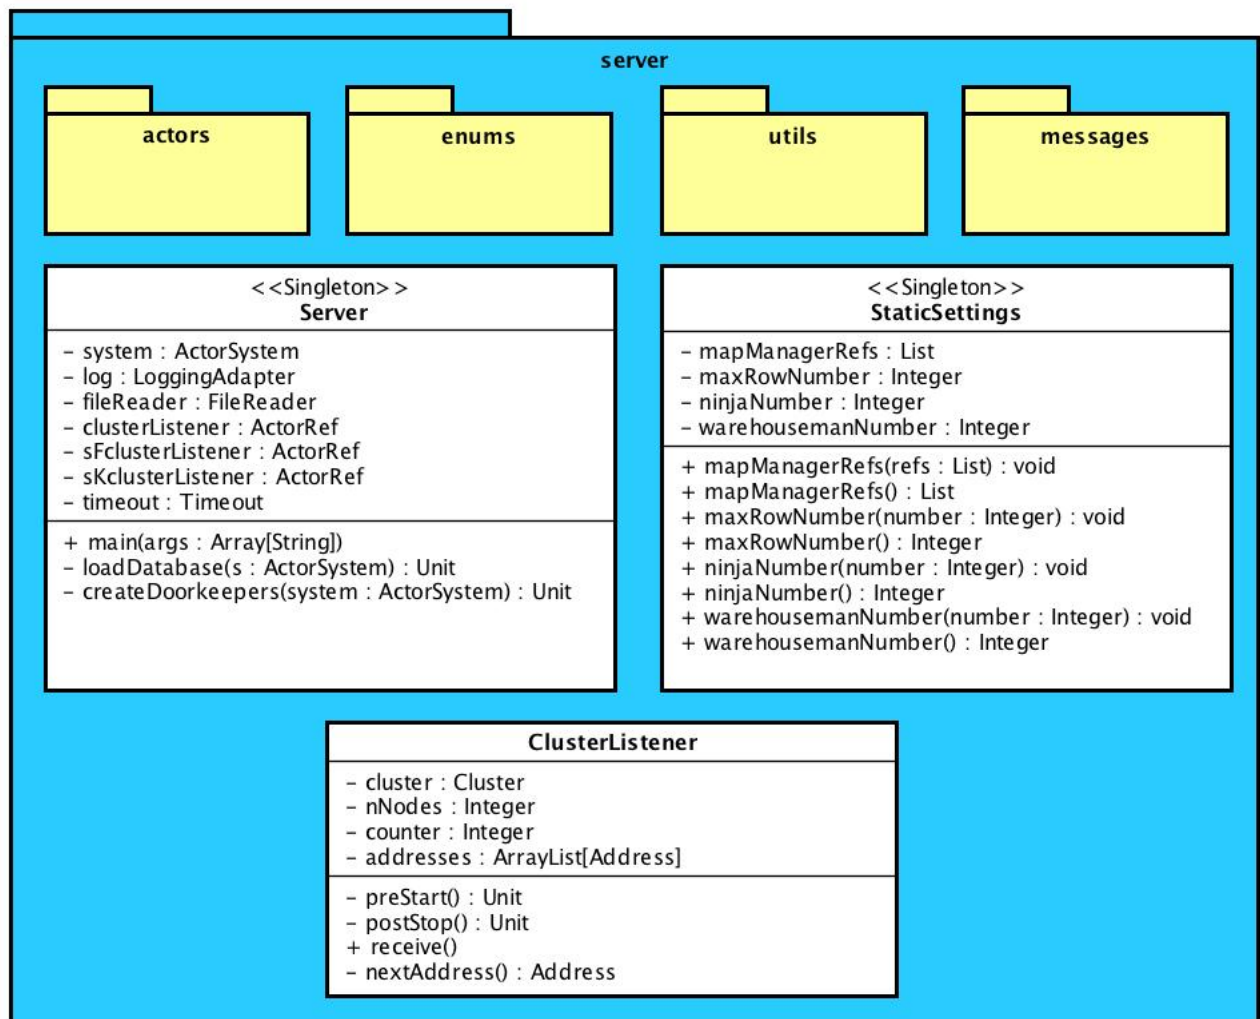 server
actors
enums
utils
messages
<<Singleton>>
Server
- system : ActorSystem
- log : LoggingAdapter
- fileReader : FileReader
- clusterListener : ActorRef
- sFclusterListener : ActorRef
- sKclusterListener : ActorRef
- timeout : Timeout
+ main(args : Array[String])
- loadDatabase(s : ActorSystem) : Unit
- createDoorkeepers(system : ActorSystem) : Unit
<<Singleton>>
StaticSettings
- mapManagerRefs : List
- maxRowNumber : Integer
- ninjaNumber : Integer
- warehousemanNumber : Integer
+ mapManagerRefs(refs : List) : void
+ mapManagerRefs() : List
+ maxRowNumber(number : Integer) : void
+ maxRowNumber() : Integer
+ ninjaNumber(number : Integer) : void
+ ninjaNumber() : Integer
+ warehousemanNumber(number : Integer) : void
+ warehousemanNumber() : Integer
ClusterListener
- cluster : Cluster
- nNodes : Integer
- counter : Integer
- addresses : ArrayList[Address]
- preStart() : Unit
- postStop() : Unit
+ receive()
- nextAddress() : Address